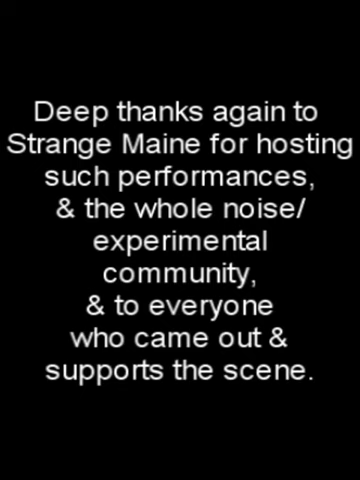 Deep thanks again to
Strange Maine for hosting
such performances,
& the whole noise/
experimental
community,
& to everyone
who came out &
supports the scene.